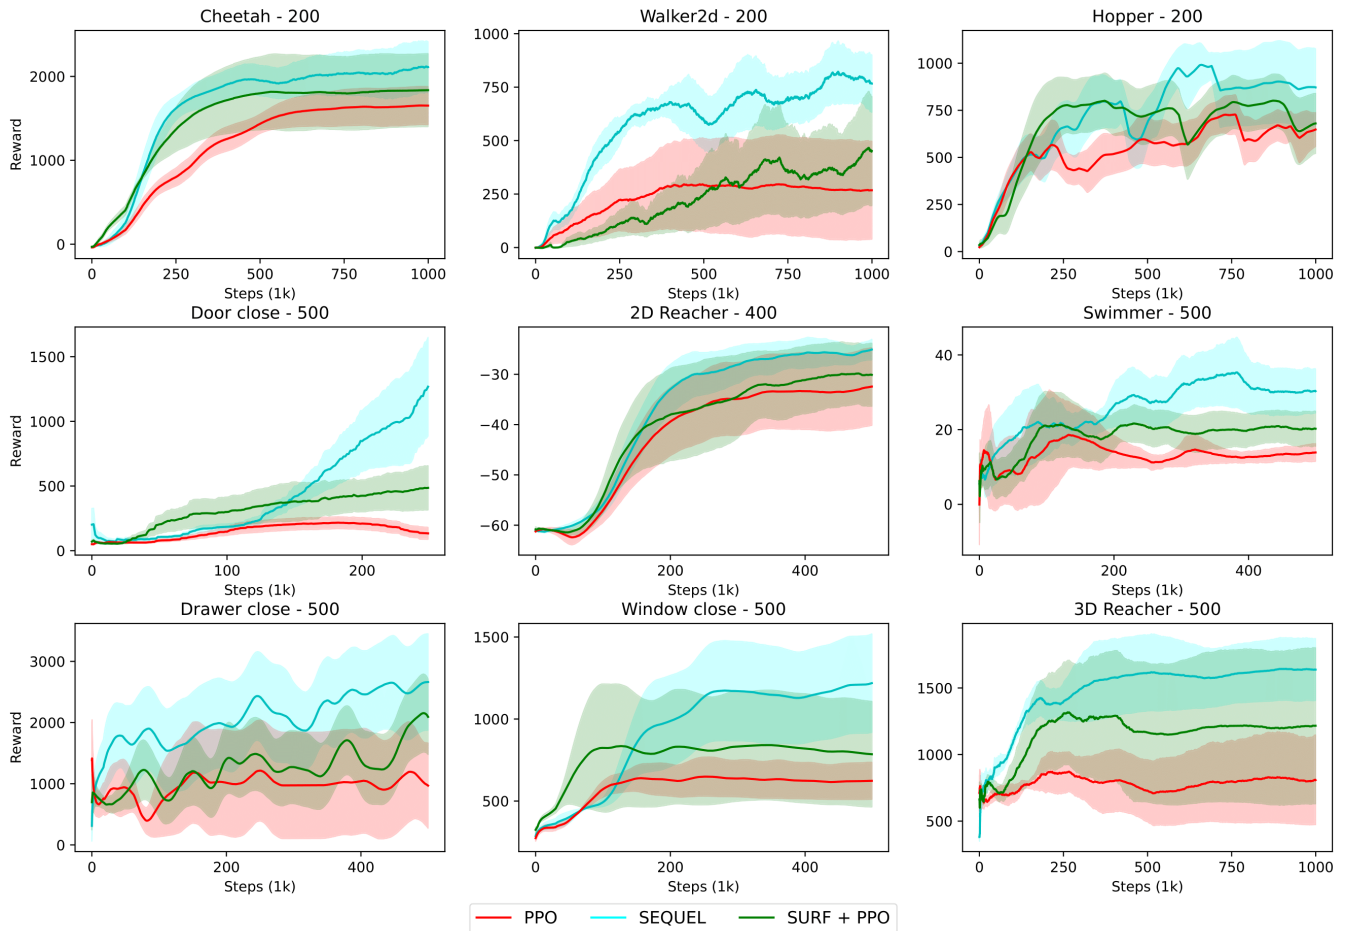 Cheetah - 200
Walker2d - 200
Hopper - 200
Reward
2000
1000
0
0 250 500 750 1000
Steps (1k)
1000
750
500
250
0
0 250 500 750 1000
Steps (1k)
1000
750
500
250
0
0 250 500 750 1000
Steps (1k)
Door close - 500
2D Reacher - 400
Swimmer - 500
Reward
1500
1000
500
0
0 100 200
Steps (1k)
−30
−40
−50
−60
0 200 400
Steps (1k)
40
20
0
0 200 400
Steps (1k)
Drawer close - 500
Window close - 500
3D Reacher - 500
Reward
3000
2000
1000
0
0 200 400
Steps (1k)
1500
1000
500
0 200 400
Steps (1k)
1500
1000
500
0 250 500 750 1000
Steps (1k)
PPO SEQUEL SURF + PPO